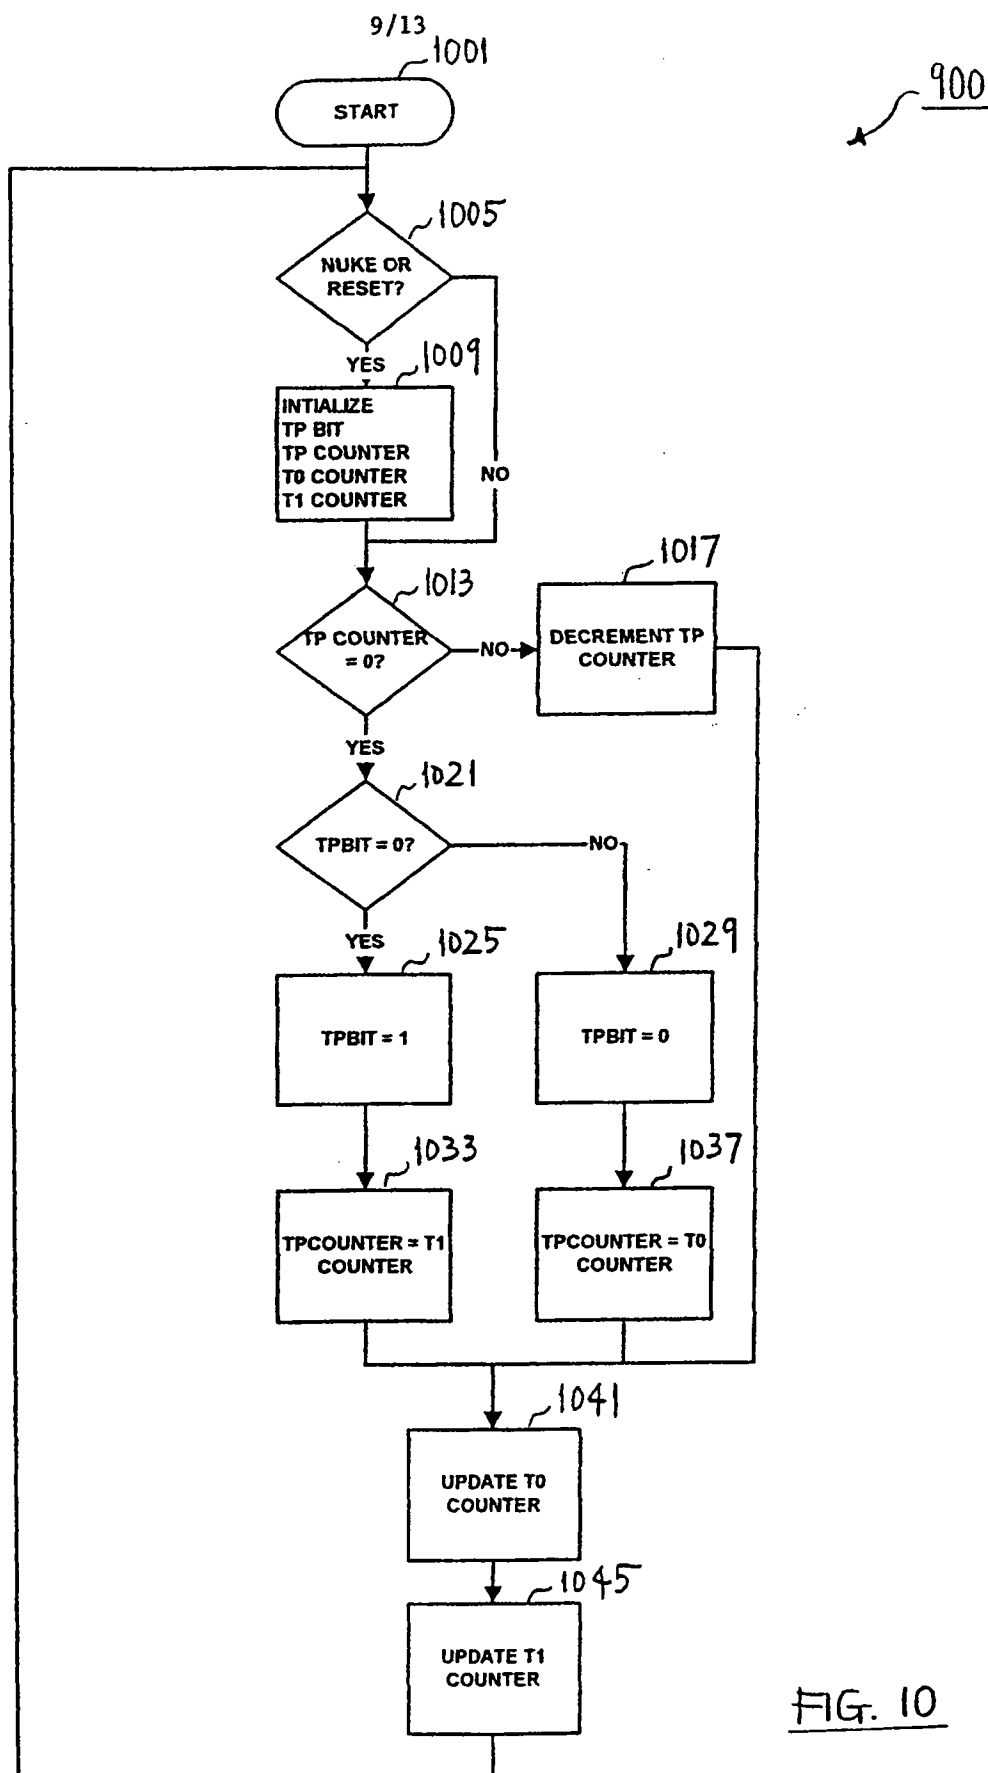 9/13
1001
900
START
1005
NUKE OR
RESET?
YES
1009
INTIALIZE
TP BIT
TP COUNTER
T0 COUNTER
T1 COUNTER
NO
1013
1017
TP COUNTER
= 0?
NO
DECREMENT TP
COUNTER
YES
1021
TPBIT = 0?
NO
YES
1025
1029
TPBIT = 1
TPBIT = 0
1033
1037
TPCOUNTER = T1
COUNTER
TPCOUNTER = T0
COUNTER
1041
UPDATE T0
COUNTER
1045
UPDATE T1
COUNTER
FIG. 10